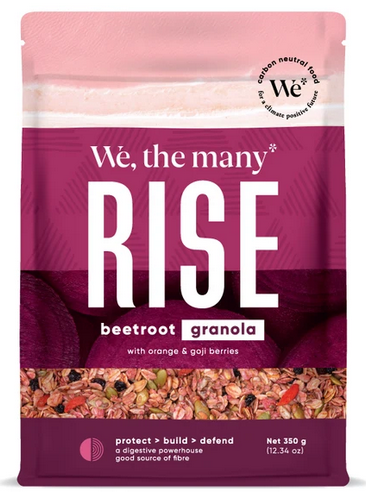 carbon neutral food
We*
for a climate positive future
We, the many*
RISE
beetroot granola
with orange & goji berries
protect > build > defend
a digestive powerhouse
good source of fibre
Net 350 g
(12.34 oz)